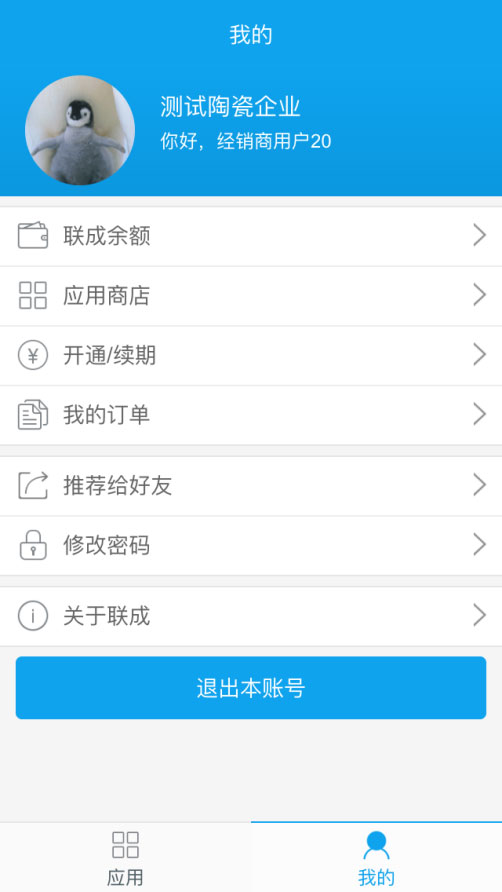 我的
测试陶瓷企业
你好，经销商用户20
联成余额
应用商店
¥ 开通/续期
我的订单
推荐给好友
修改密码
i 关于联成
退出本账号
应用
我的